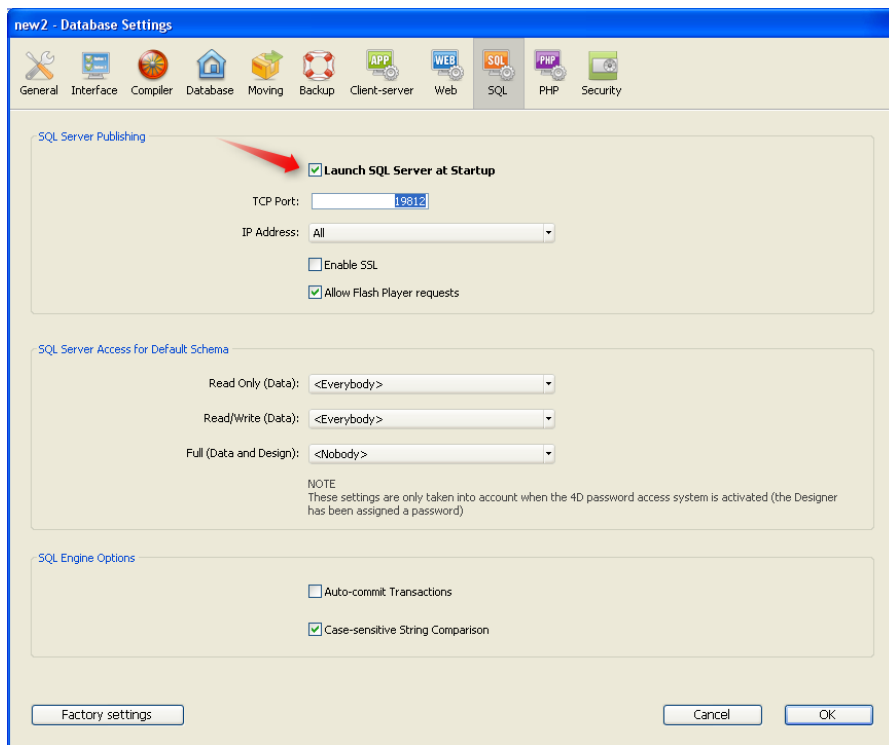 new2 - Database Settings
APP WEB SQL PHP
General Interface Compiler Database Moving Backup Client-server Web SQL PHP Security
SQL Server Publishing
Launch SQL Server at Startup
TCP Port: 19812
IP Address: All
Enable SSL
Allow Flash Player requests
SQL Server Access for Default Schema
Read Only (Data): <Everybody>
Read/Write (Data): <Everybody>
Full (Data and Design): <Nobody>
NOTE
These settings are only taken into account when the 4D password access system is activated (the Designer
has been assigned a password)
SQL Engine Options
Auto-commit Transactions
Case-sensitive String Comparison
Factory settings Cancel OK